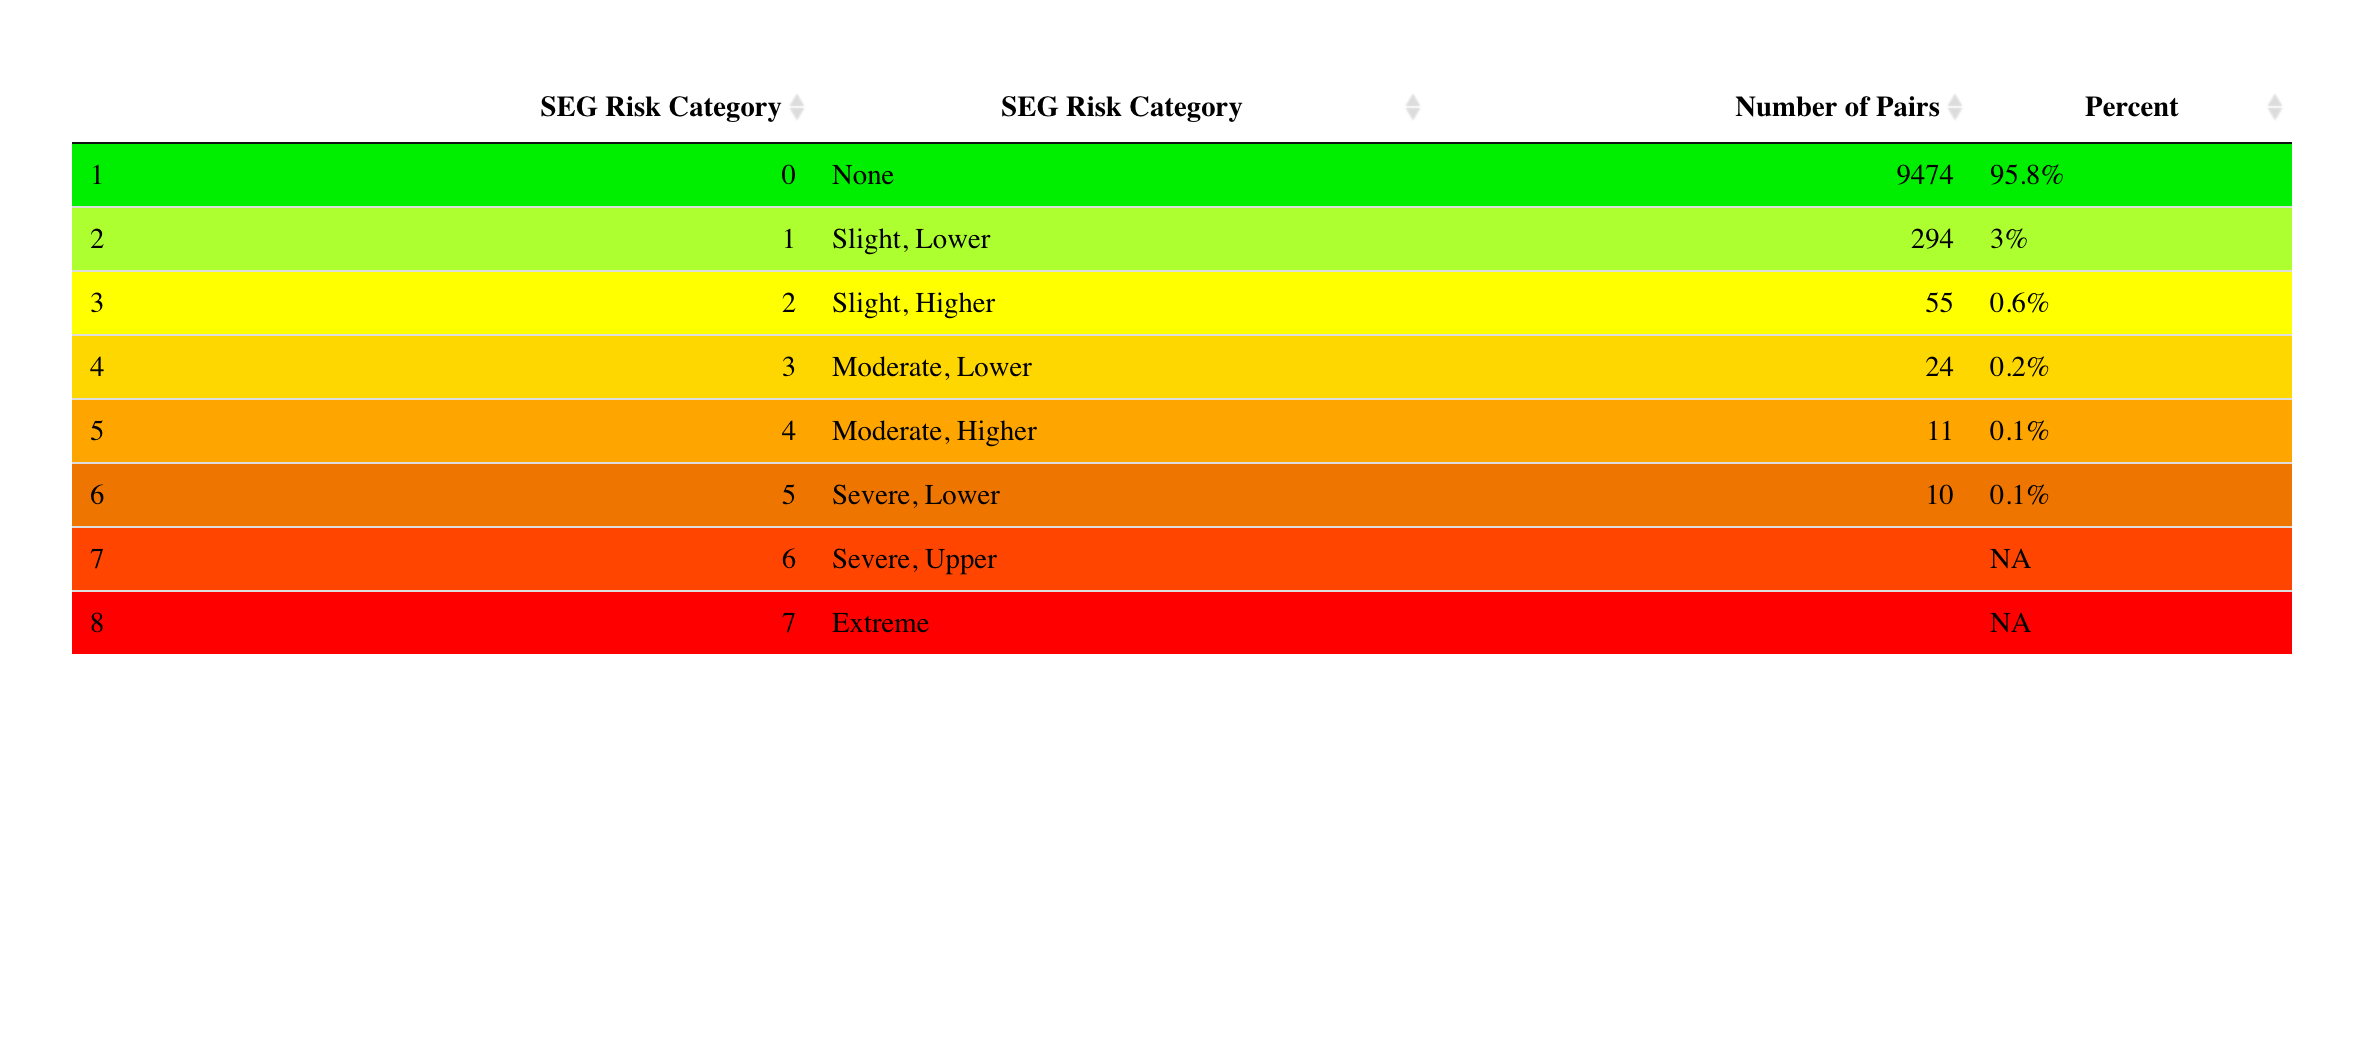 SEG Risk Category SEG Risk Category Number of Pairs Percent
1 0 None 9474 95.8%
2 1 Slight, Lower 294 3%
3 2 Slight, Higher 55 0.6%
4 3 Moderate, Lower 24 0.2%
5 4 Moderate, Higher 11 0.1%
6 5 Severe, Lower 10 0.1%
7 6 Severe, Upper NA
8 7 Extreme NA